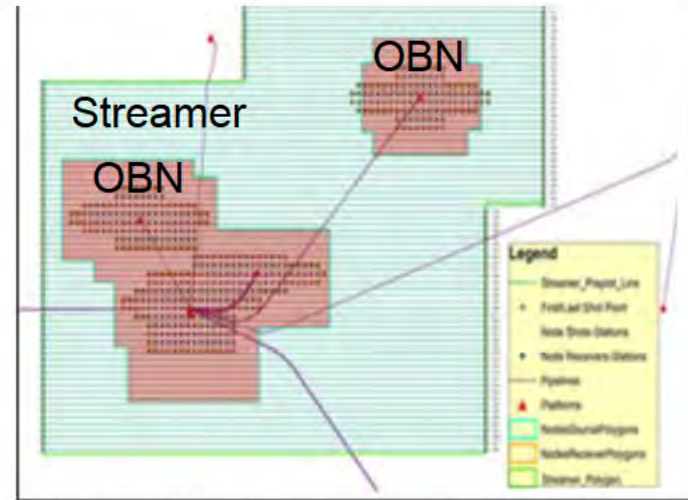 OBN
Streamer
OBN
Legend
Streamer_Preplot_Line
First/Last Shot Point
Node Shots-Stations
Node Receivers-Stations
Pipelines
Platforms
NodesSourcePolygons
NodesReceiverPolygons
Streamer_Polygon